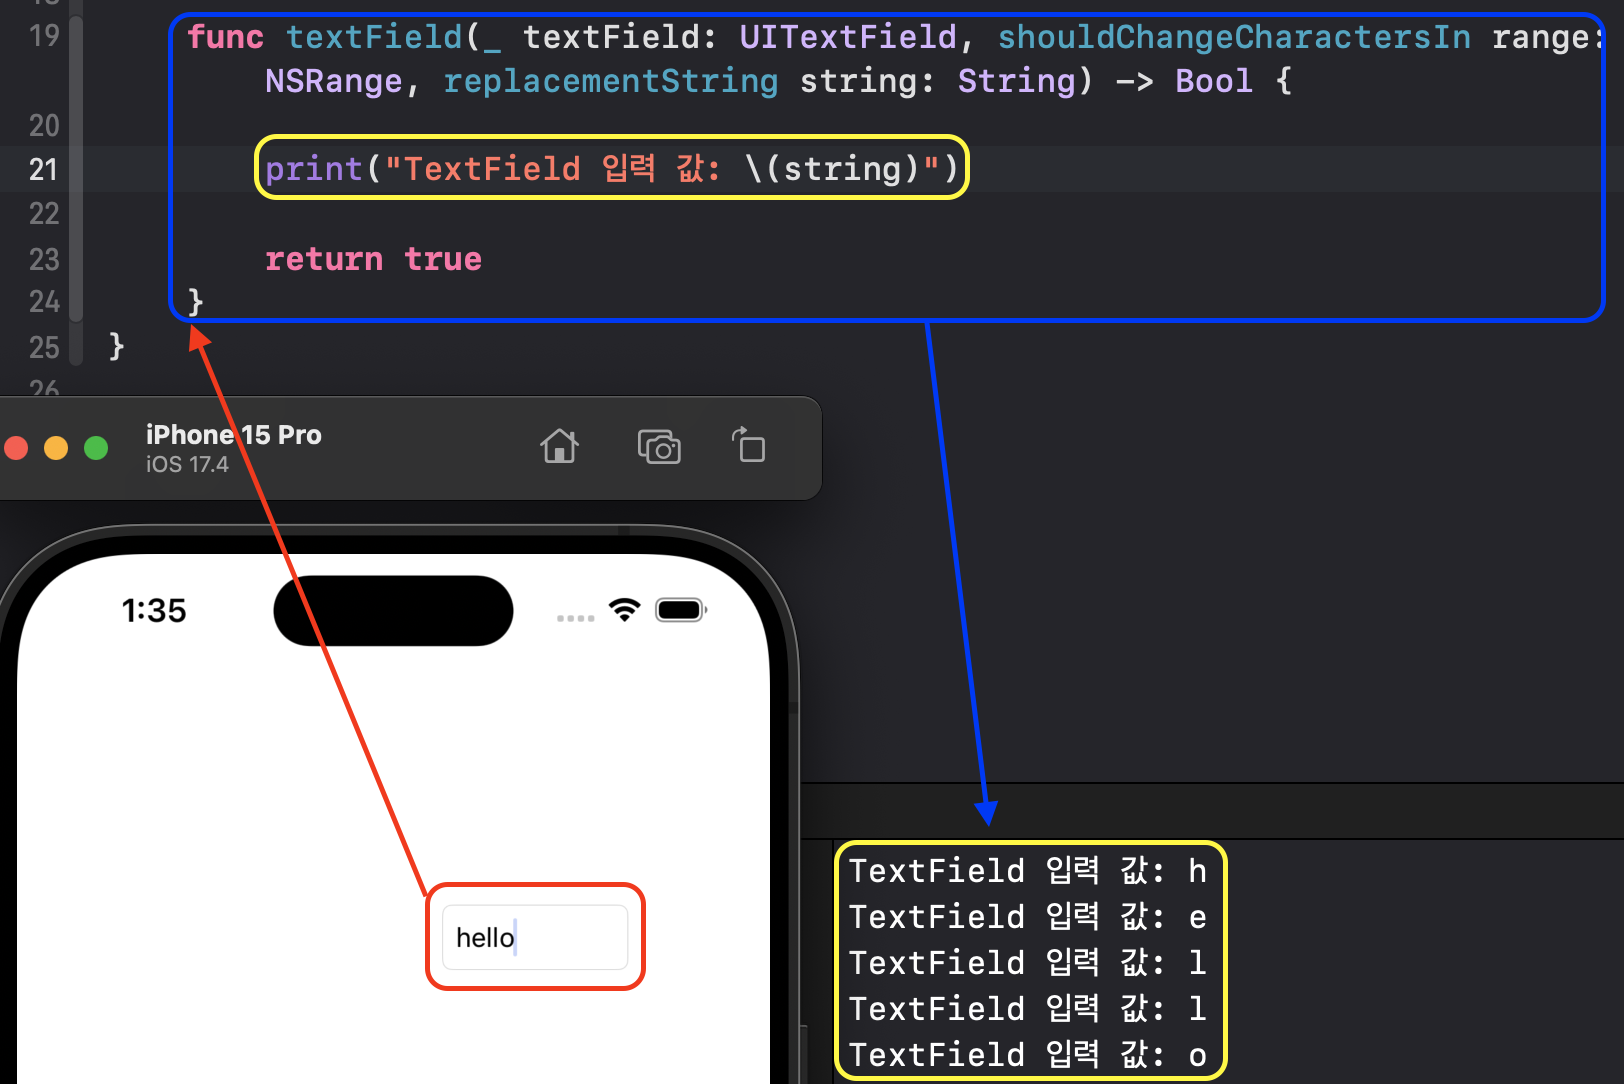 19 func textField(_ textField: UITextField, shouldChangeCharactersIn range:
NSRange, replacementString string: String) -> Bool {
20
21 print("TextField 입력 값: \(string)")
22
23 return true
24 }
25 }
26
iPhone 15 Pro
iOS 17.4
1:35
hello
TextField 입력 값: h
TextField 입력 값: e
TextField 입력 값: l
TextField 입력 값: l
TextField 입력 값: o